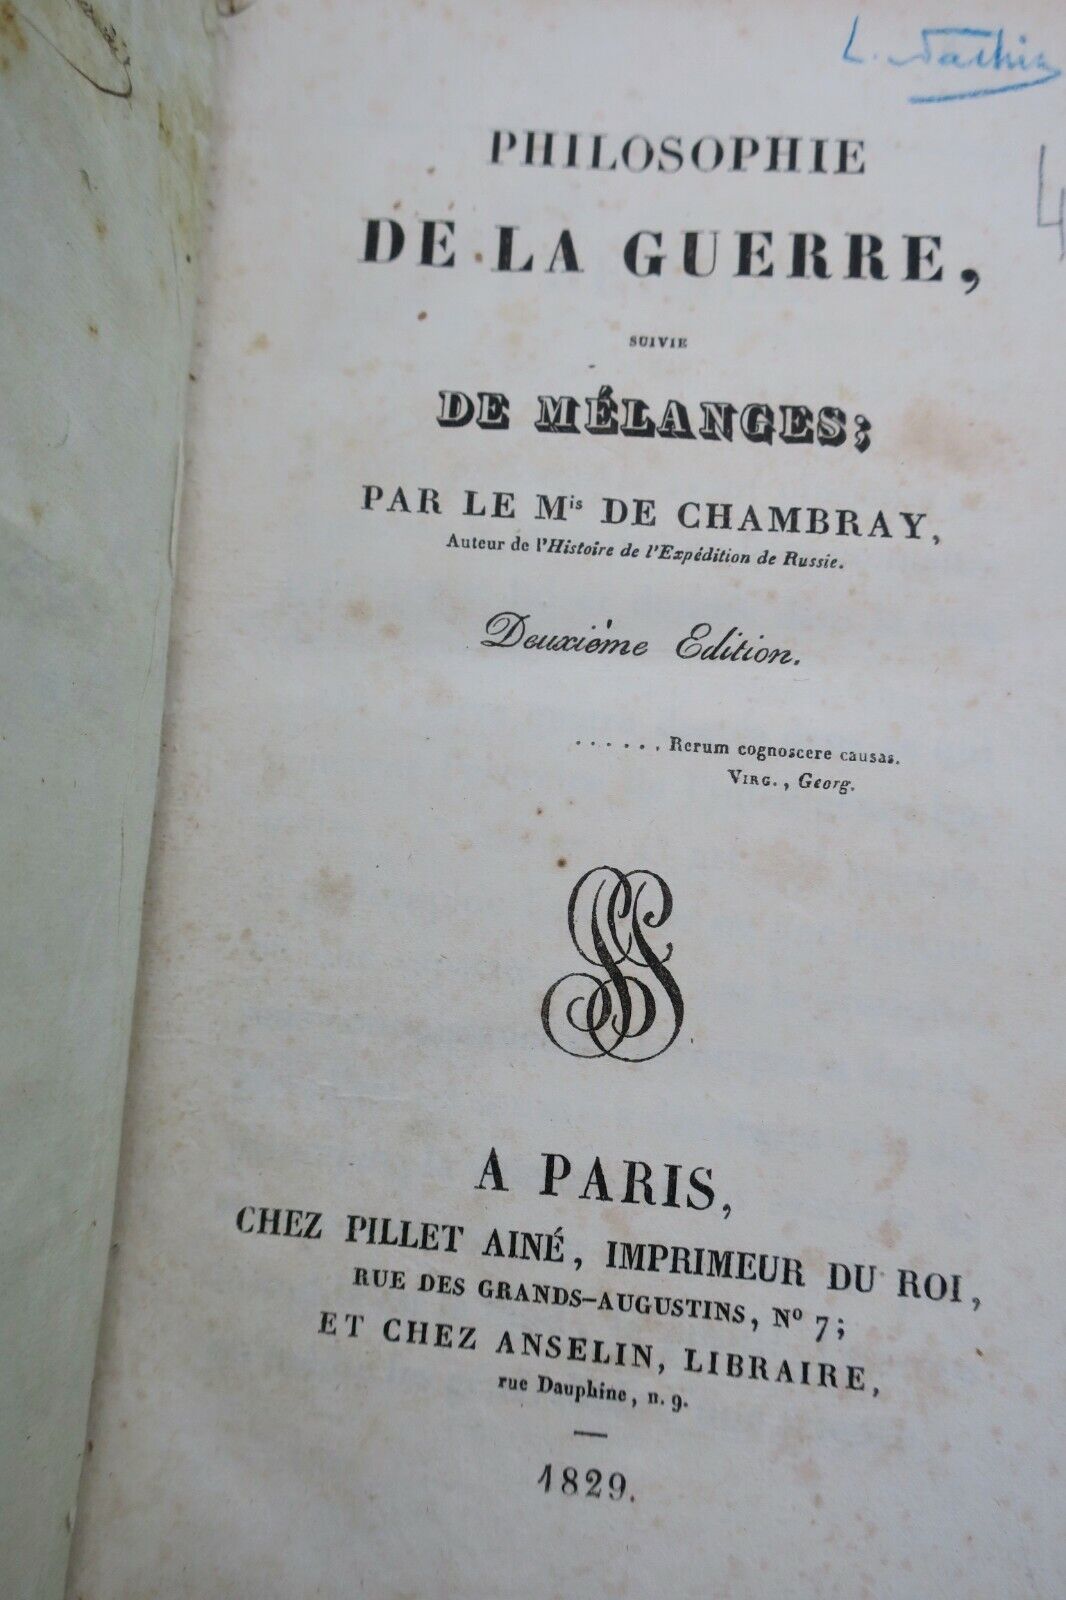 PHILOSOPHIE
DE LA GUERRE,
SUIVIE
DE MÉLANGES;
PAR LE Mis DE CHAMBRAY,
Auteur de l'Histoire de l'Expédition de Russie.
Deuxième Edition.
...... Rerum cognoscere causas.
VIRG., Georg.
A PARIS,
CHEZ PILLET AINÉ, IMPRIMEUR DU ROI,
RUE DES GRANDS-AUGUSTINS, Nº 7;
ET CHEZ ANSELIN, LIBRAIRE,
rue Dauphine, n. 9.
1829.